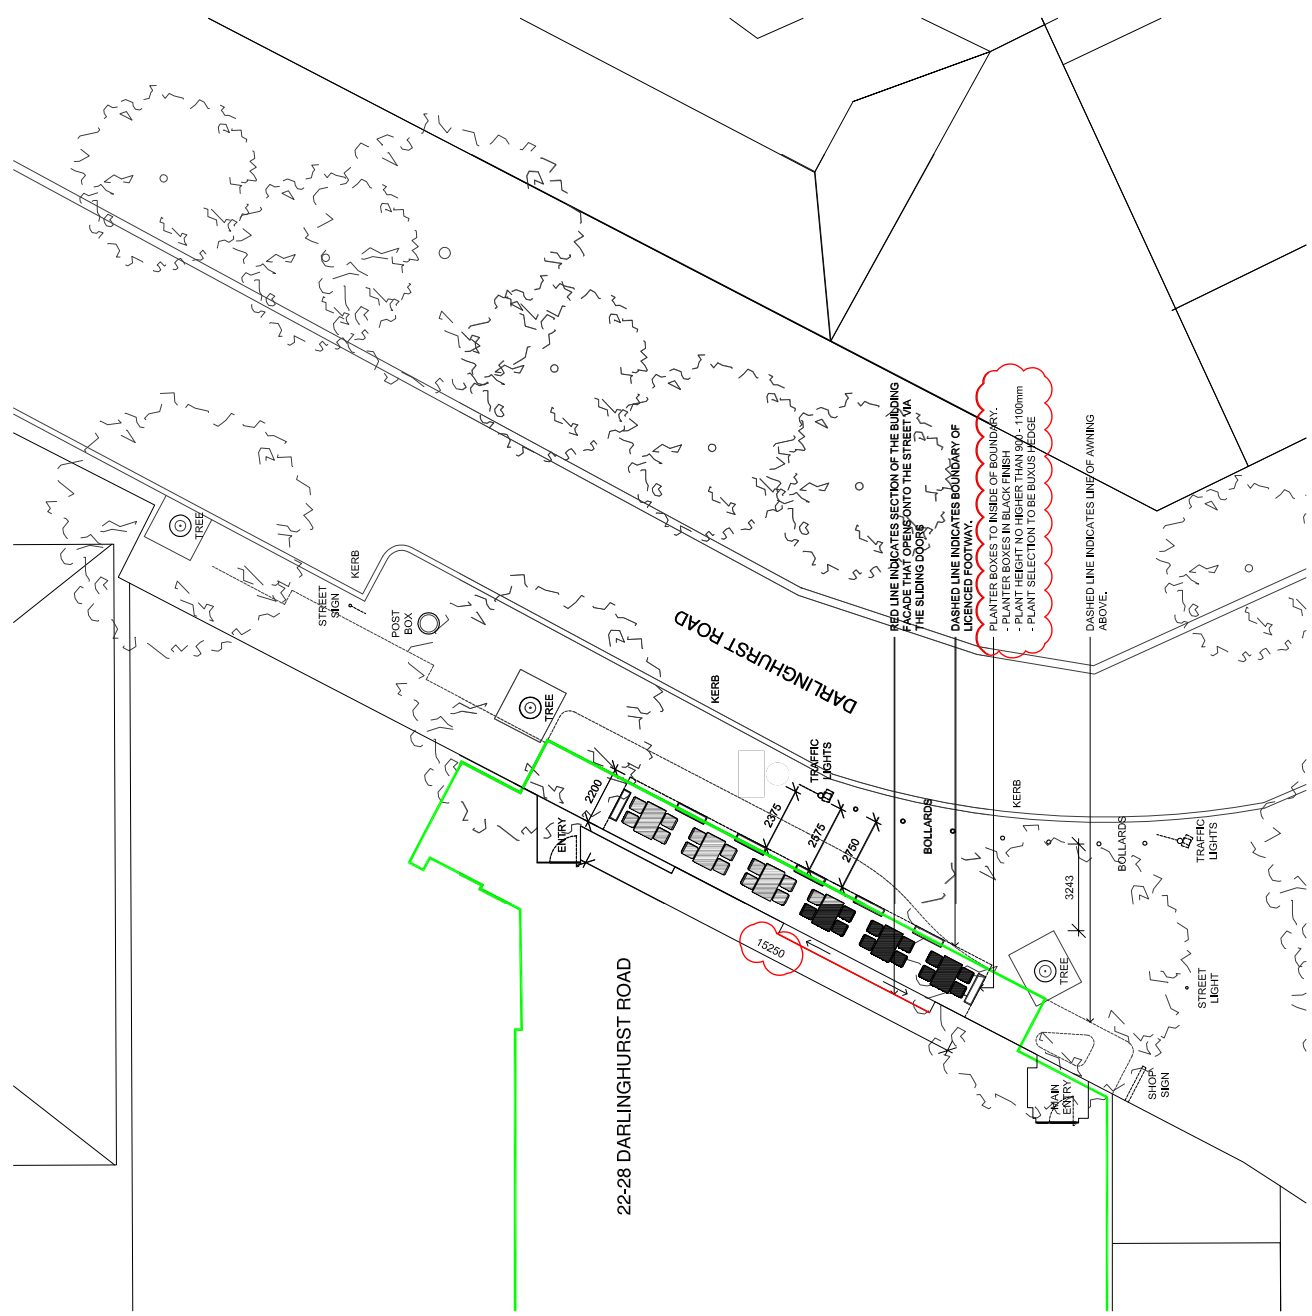 TREE
KERB
STREET
SIGN
POST
BOX
TREE
DARLINGHURST ROAD
KERB
TRAFFIC
LIGHTS
2200
ENTRY
2375
2575
2750
BOLLARDS
15250
RED LINE INDICATES SECTION OF THE BUILDING
FACADE THAT OPENS ONTO THE STREET VIA
THE SLIDING DOORS
DASHED LINE INDICATES BOUNDARY OF
LICENCED FOOTWAY.
PLANTER BOXES TO INSIDE OF BOUNDARY.
- PLANTER BOXES IN BLACK FINISH
- PLANT HEIGHT NO HIGHER THAN 900 - 1100mm
- PLANT SELECTION TO BE BUXUS HEDGE
DASHED LINE INDICATES LINE OF AWNING
ABOVE.
KERB
BOLLARDS
TRAFFIC
LIGHTS
3243
TREE
STREET
LIGHT
MAIN
ENTRY
SHOP
SIGN
22-28 DARLINGHURST ROAD